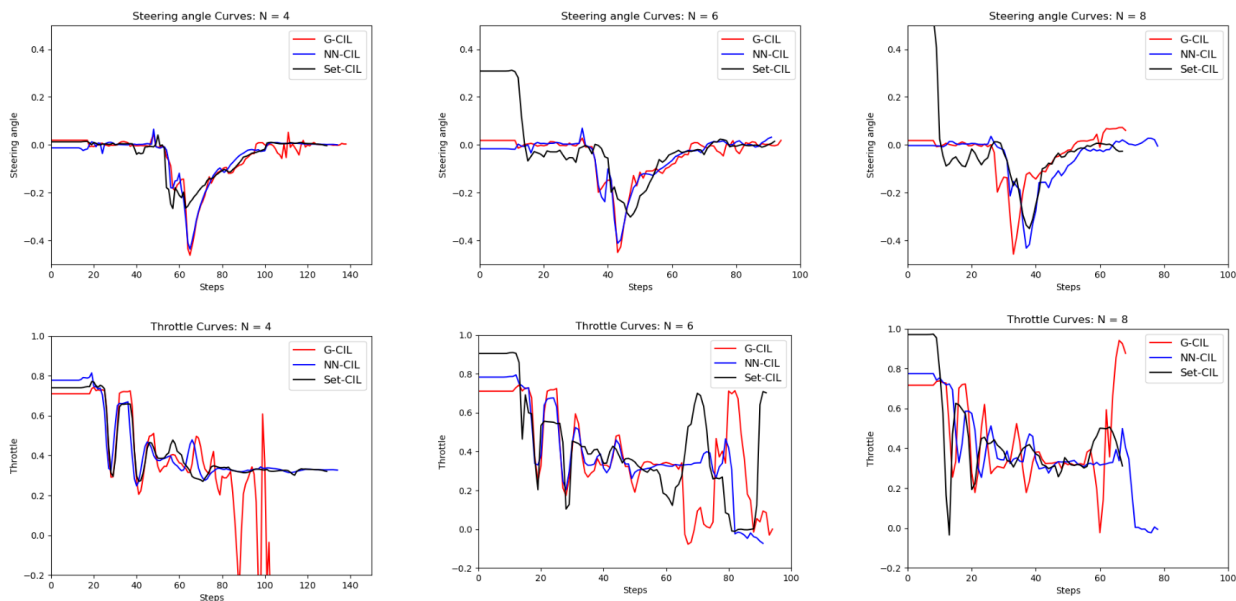 Steering angle Curves: N = 4
Steering angle
0.4
0.2
0.0
−0.2
−0.4
G-CIL
NN-CIL
Set-CIL
0 20 40 60 80 100 120 140
Steps
Steering angle Curves: N = 6
Steering angle
0.4
0.2
0.0
−0.2
−0.4
G-CIL
NN-CIL
Set-CIL
0 20 40 60 80 100
Steps
Steering angle Curves: N = 8
Steering angle
0.4
0.2
0.0
−0.2
−0.4
G-CIL
NN-CIL
Set-CIL
0 20 40 60 80 100
Steps
Throttle Curves: N = 4
Throttle
1.0
0.8
0.6
0.4
0.2
0.0
−0.2
G-CIL
NN-CIL
Set-CIL
0 20 40 60 80 100 120 140
Steps
Throttle Curves: N = 6
Throttle
1.0
0.8
0.6
0.4
0.2
0.0
−0.2
G-CIL
NN-CIL
Set-CIL
0 20 40 60 80 100
Steps
Throttle Curves: N = 8
Throttle
1.0
0.8
0.6
0.4
0.2
0.0
−0.2
G-CIL
NN-CIL
Set-CIL
0 20 40 60 80 100
Steps